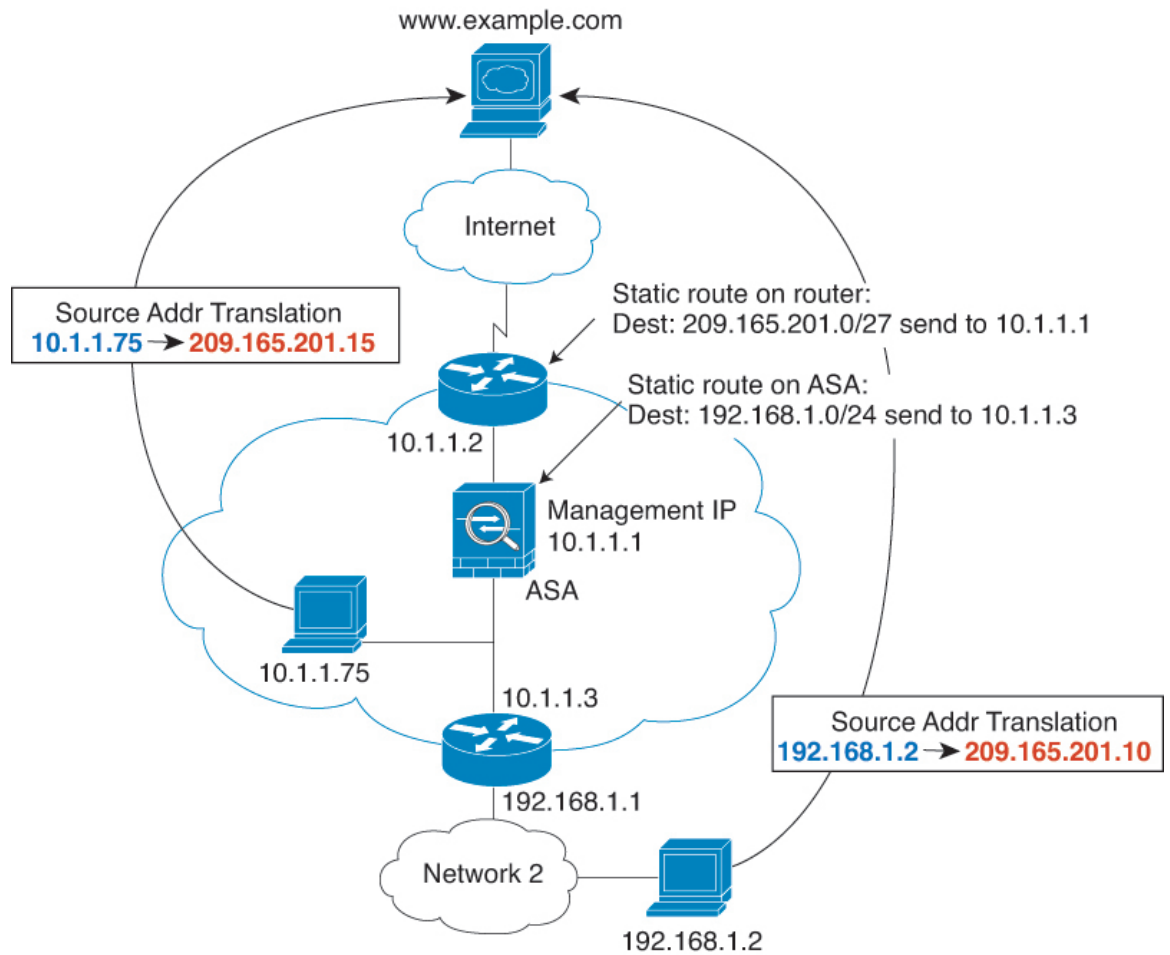 www.example.com
Internet
Source Addr Translation
10.1.1.75 → 209.165.201.15
Static route on router:
Dest: 209.165.201.0/27 send to 10.1.1.1
Static route on ASA:
Dest: 192.168.1.0/24 send to 10.1.1.3
10.1.1.2
Management IP
10.1.1.1
ASA
10.1.1.75
10.1.1.3
Source Addr Translation
192.168.1.2 → 209.165.201.10
192.168.1.1
Network 2
192.168.1.2